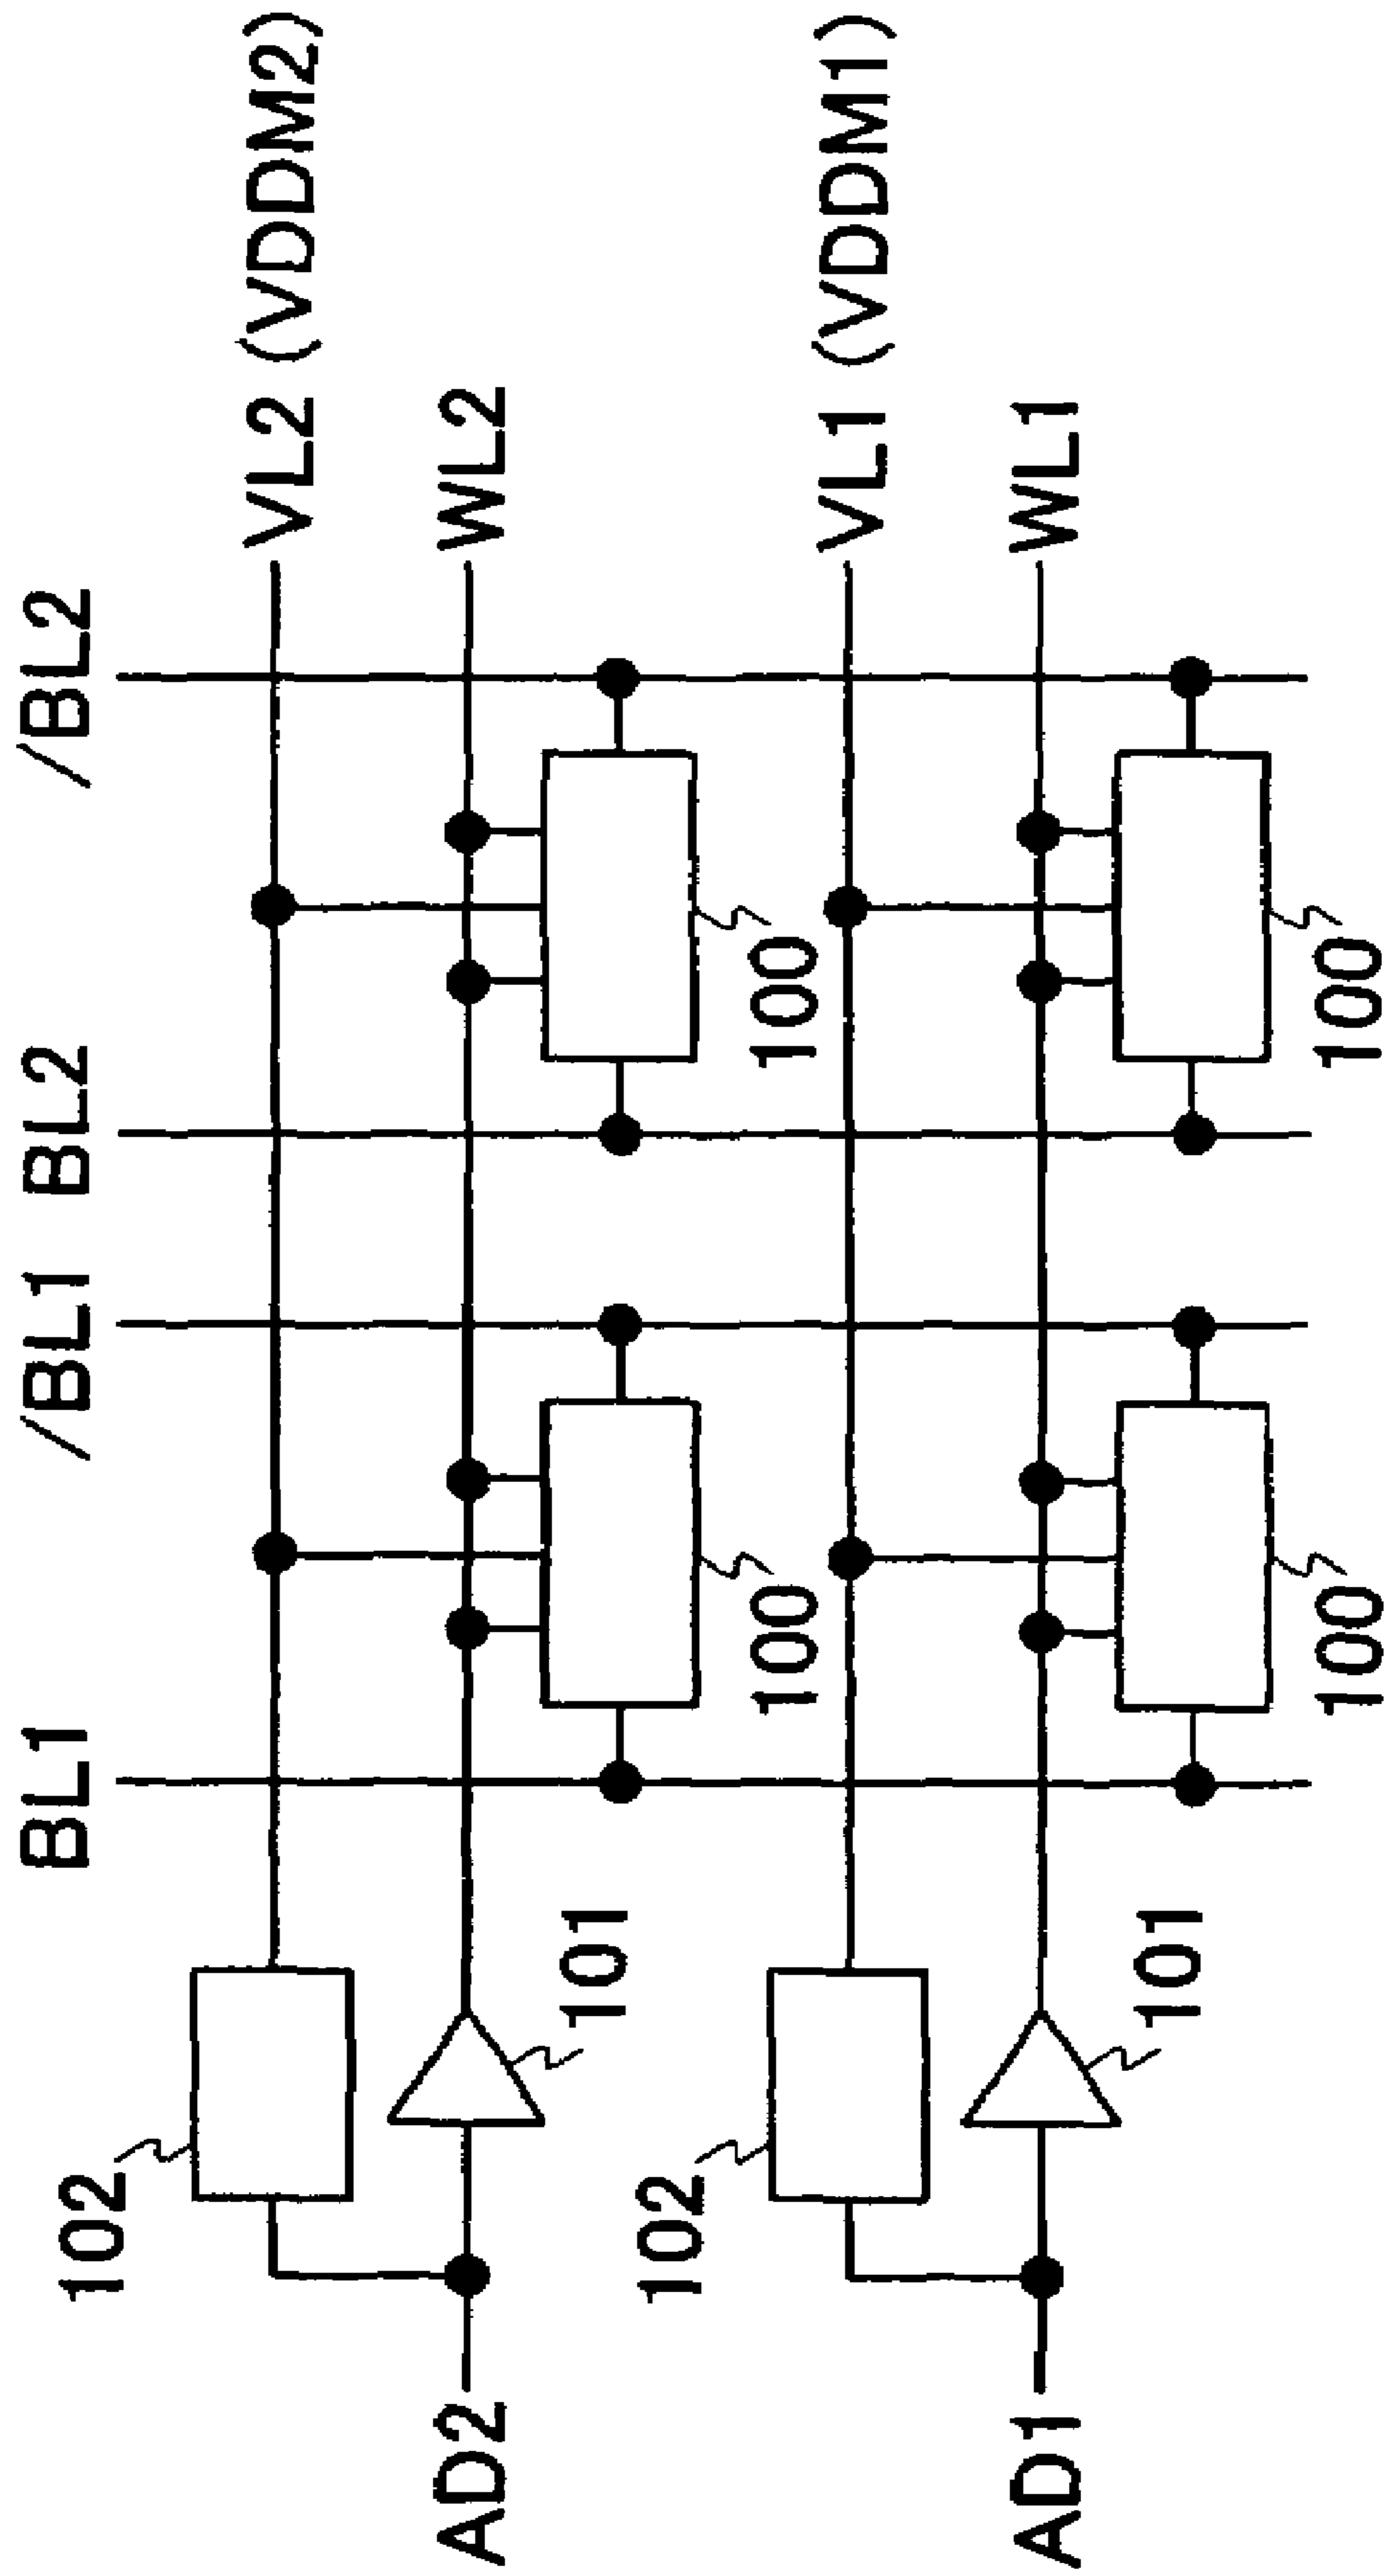 BL1 /BL1 BL2 /BL2
102
VL2 (VDDM2)
AD2 WL2
101
102
100 100
VL1 (VDDM1)
AD1 WL1
101
100 100